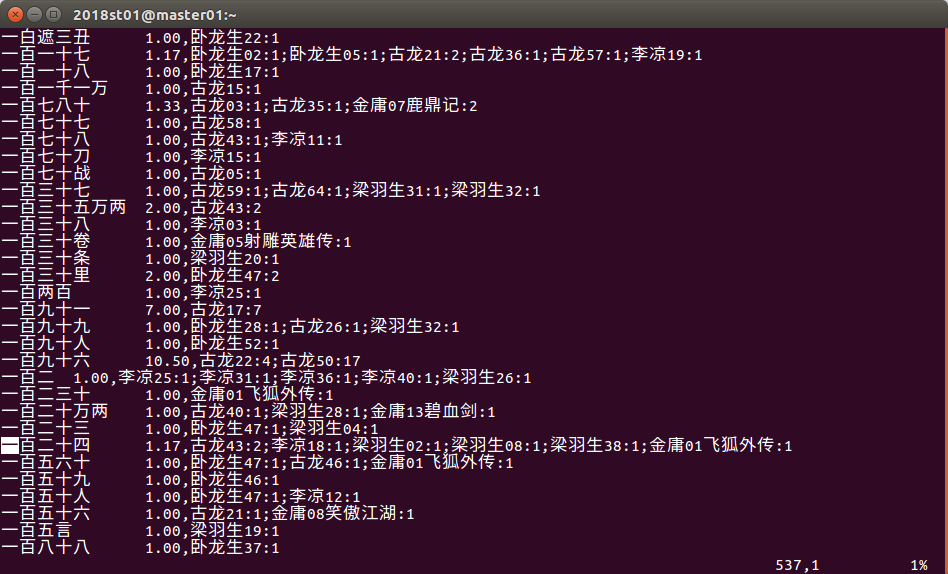 2018st01@master01:~
一白遮三丑 1.00,卧龙生22:1
一百一十七 1.17,卧龙生02:1;卧龙生05:1;古龙21:2;古龙36:1;古龙57:1;李凉19:1
一百一十八 1.00,卧龙生17:1
一百一千一万 1.00,古龙15:1
一百七八十 1.33,古龙03:1;古龙35:1;金庸07鹿鼎记:2
一百七十七 1.00,古龙58:1
一百七十八 1.00,古龙43:1;李凉11:1
一百七十刀 1.00,李凉15:1
一百七十战 1.00,古龙05:1
一百三十七 1.00,古龙59:1;古龙64:1;梁羽生31:1;梁羽生32:1
一百三十五万两 2.00,古龙43:2
一百三十八 1.00,李凉03:1
一百三十卷 1.00,金庸05射雕英雄传:1
一百三十条 1.00,梁羽生20:1
一百三十里 2.00,卧龙生47:2
一百两百 1.00,李凉25:1
一百九十一 7.00,古龙17:7
一百九十九 1.00,卧龙生28:1;古龙26:1;梁羽生32:1
一百九十人 1.00,卧龙生52:1
一百九十六 10.50,古龙22:4;古龙50:17
一百二 1.00,李凉25:1;李凉31:1;李凉36:1;李凉40:1;梁羽生26:1
一百二三十 1.00,金庸01飞狐外传:1
一百二十万两 1.00,古龙40:1;梁羽生28:1;金庸13碧血剑:1
一百二十三 1.00,卧龙生47:1;梁羽生04:1
一百二十四 1.17,古龙43:2;李凉18:1;梁羽生02:1;梁羽生08:1;梁羽生38:1;金庸01飞狐外传:1
一百五六十 1.00,卧龙生47:1;古龙46:1;金庸01飞狐外传:1
一百五十九 1.00,卧龙生46:1
一百五十人 1.00,卧龙生47:1;李凉12:1
一百五十六 1.00,古龙21:1;金庸08笑傲江湖:1
一百五言 1.00,梁羽生19:1
一百八十八 1.00,卧龙生37:1
537,1 1%